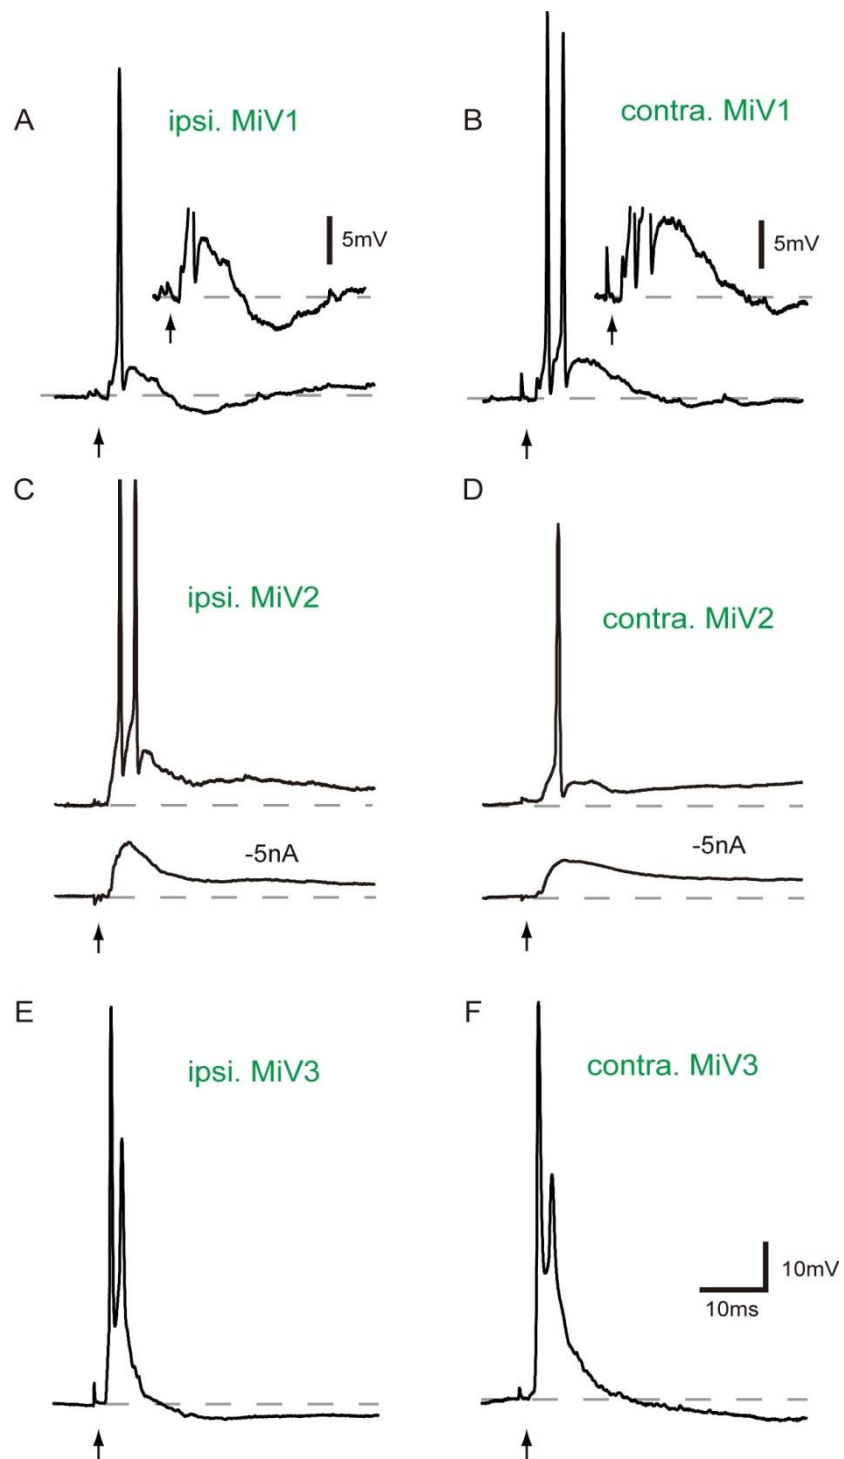 A
ipsi. MiV1
5mV
B
contra. MiV1
5mV
C
ipsi. MiV2
-5nA
D
contra. MiV2
-5nA
E
ipsi. MiV3
F
contra. MiV3
10mV
10ms